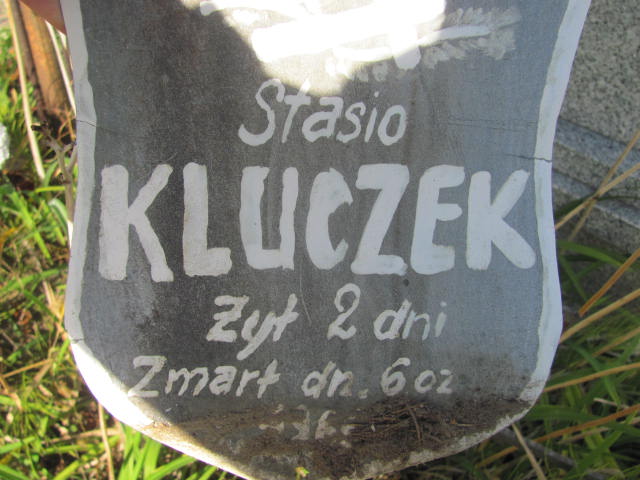 Stasio
KLUCZEK
Żył 2 dni
Zmarł dn. 6 02